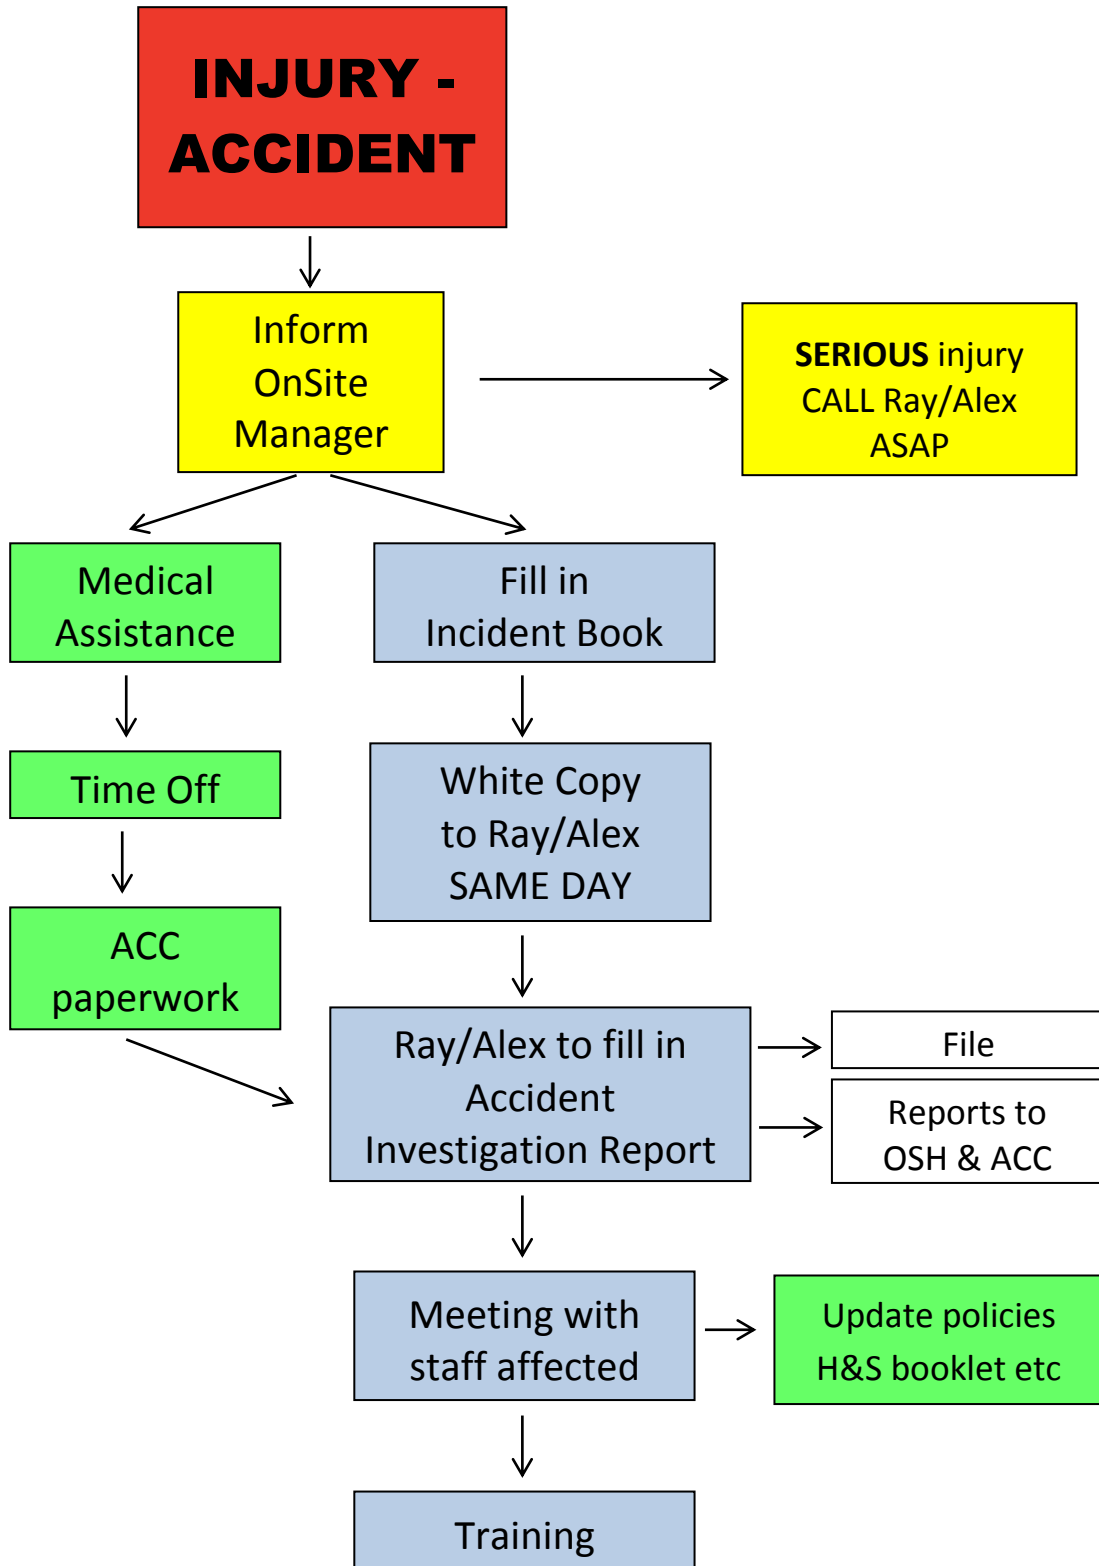 INJURY -
ACCIDENT
Inform
OnSite
Manager
SERIOUS injury
CALL Ray/Alex
ASAP
Medical
Assistance
Fill in
Incident Book
Time Off
White Copy
to Ray/Alex
SAME DAY
ACC
paperwork
Ray/Alex to fill in
Accident
Investigation Report
File
Reports to
OSH & ACC
Meeting with
staff affected
Update policies
H&S booklet etc
Training